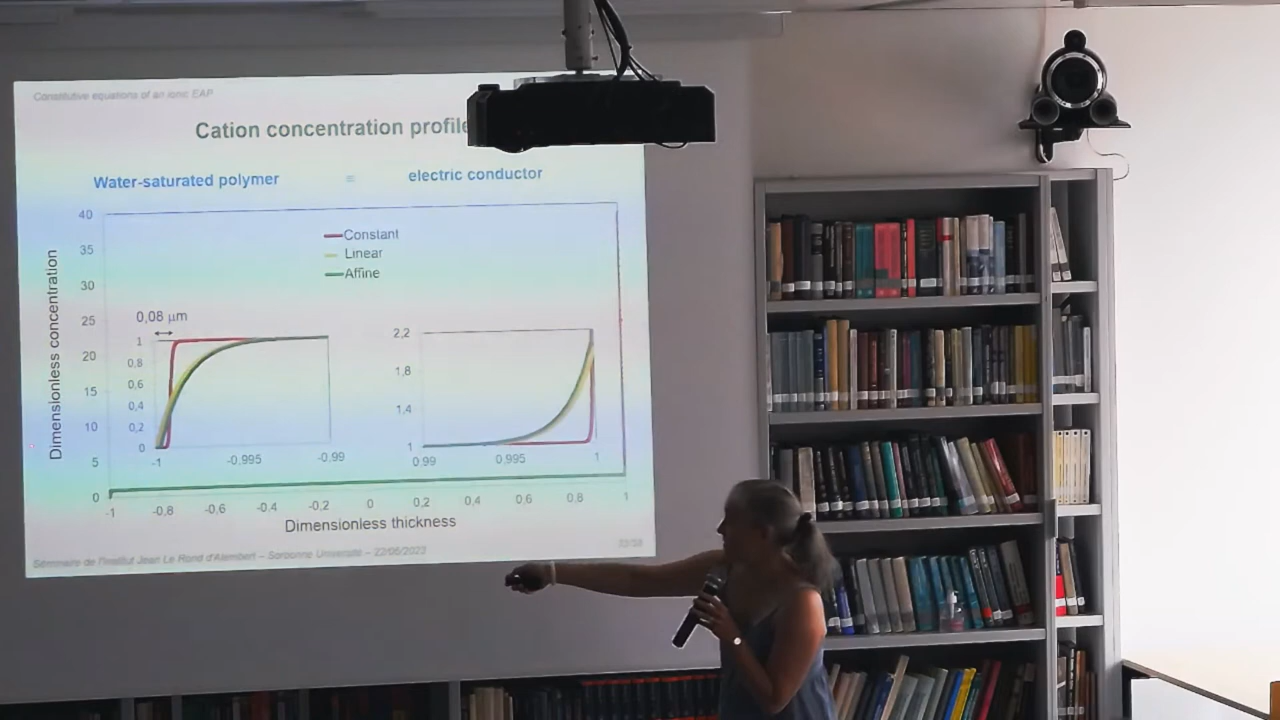 Constitutive equations of an ionic EAP
Cation concentration profile
Water-saturated polymer = electric conductor
Dimensionless concentration
40
35
30
25
20
15
10
5
0
Constant
Linear
Affine
0,08 μm
1
0,8
0,6
0,4
0,2
0
-1 -0,995 -0,99
2,2
1,8
1,4
1
0,99 0,995 1
-1 -0,8 -0,6 -0,4 -0,2 0 0,2 0,4 0,6 0,8 1
Dimensionless thickness
Séminaire de l'Institut Jean Le Rond d'Alembert – Sorbonne Université – 22/06/2023